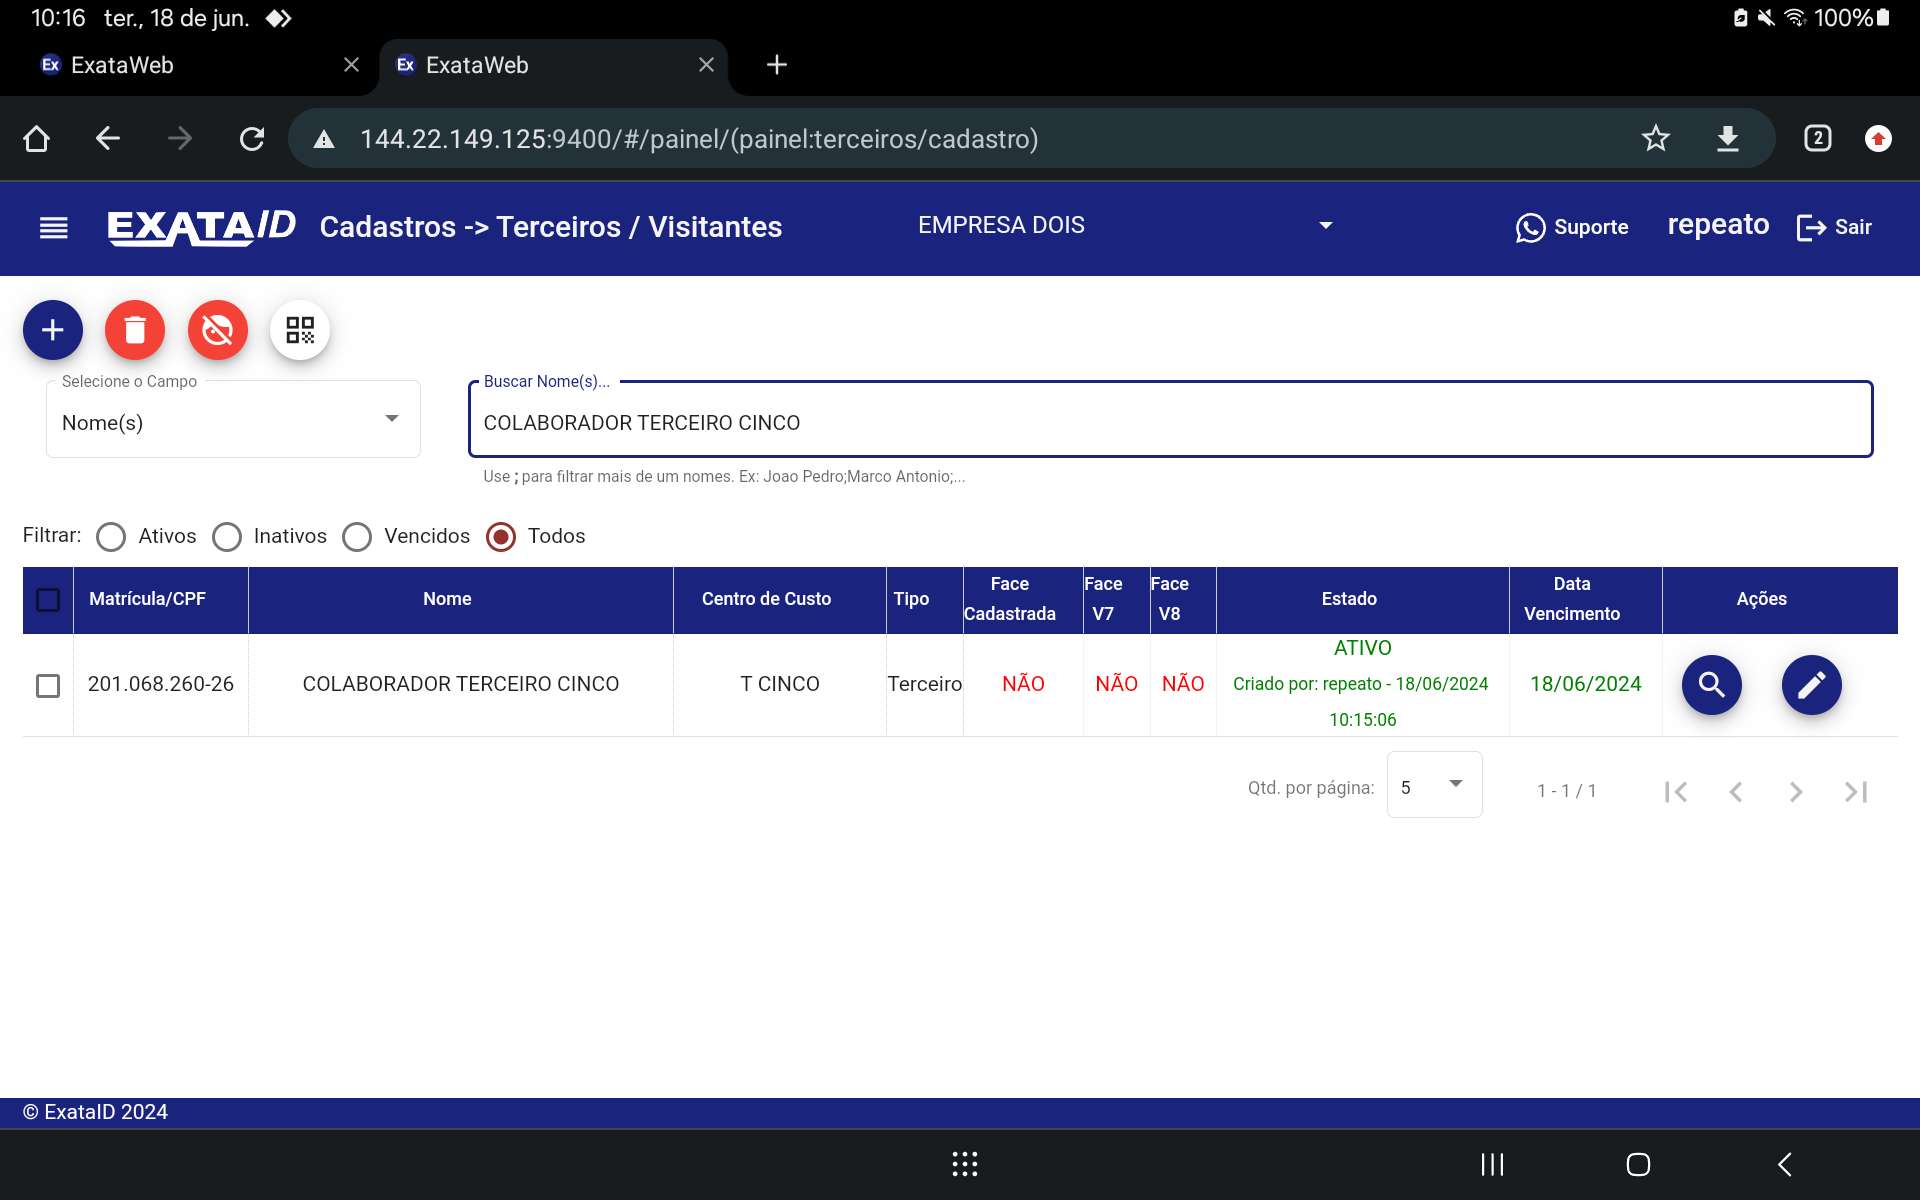 10:16 ter., 18 de jun. 100%
Ex ExataWeb Ex ExataWeb
144.22.149.125:9400/#/painel/(painel:terceiros/cadastro) 2
EXATAID Cadastros -> Terceiros / Visitantes EMPRESA DOIS Suporte repeato Sair
Selecione o Campo Buscar Nome(s)...
Nome(s) COLABORADOR TERCEIRO CINCO
Use ; para filtrar mais de um nomes. Ex: Joao Pedro;Marco Antonio;...
Filtrar: Ativos Inativos Vencidos Todos
Matrícula/CPF Nome Centro de Custo Tipo Face Cadastrada Face V7 Face V8 Estado Data Vencimento Ações
201.068.260-26 COLABORADOR TERCEIRO CINCO T CINCO Terceiro NÃO NÃO NÃO ATIVO
Criado por: repeato - 18/06/2024
10:15:06
18/06/2024
Qtd. por página: 5 1 - 1 / 1
© ExataID 2024